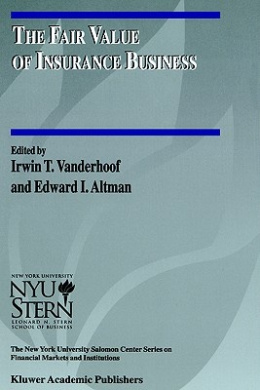 THE FAIR VALUE
OF INSURANCE BUSINESS
Edited by
Irwin T. Vanderhoof
and Edward I. Altman
NEW YORK UNIVERSITY
NYU
STERN
LEONARD N. STERN
SCHOOL OF BUSINESS
The New York University Salomon Center Series on
Financial Markets and Institutions
Kluwer Academic Publishers